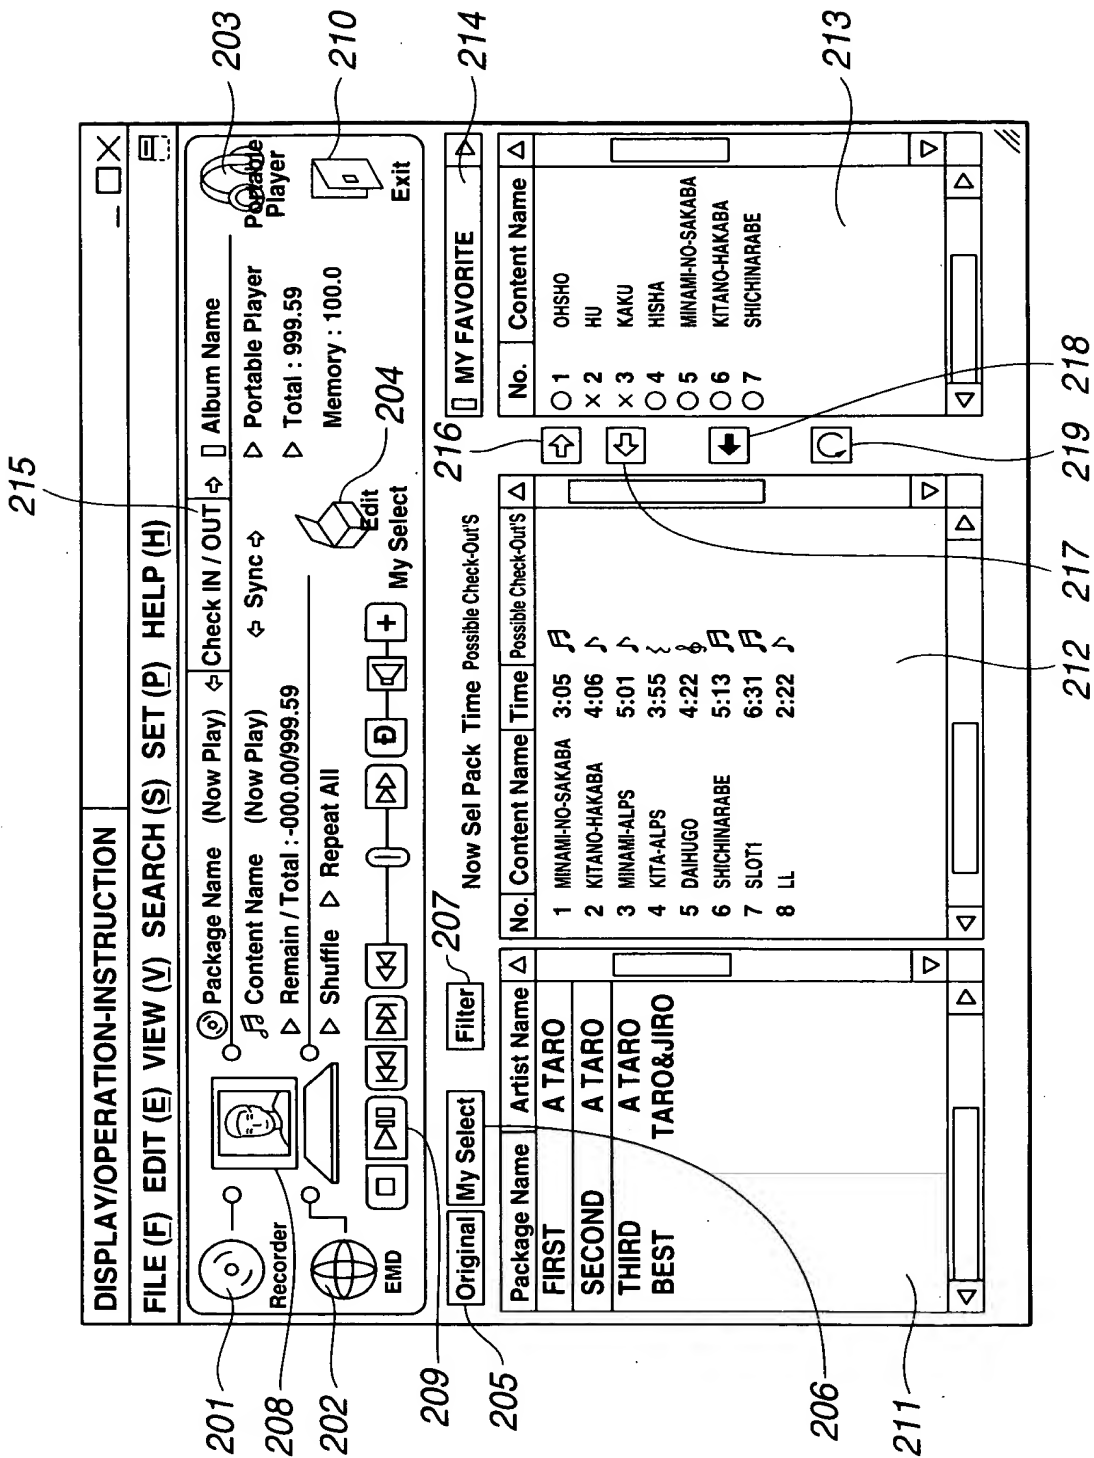 DISPLAY/OPERATION-INSTRUCTION
FILE (F) EDIT (E) VIEW (V) SEARCH (S) SET (P) HELP (H)
Package Name (Now Play)
Content Name (Now Play)
Remain / Total : -000.00/999.59
Shuffle Repeat All
Check IN / OUT
Sync
Album Name
Portable Player
Total : 999.59
Memory : 100.0
Recorder
EMD
Edit
My Select
Portable
Player
Exit
Original
My Select
Filter
Now Sel Pack Time Possible Check-Out'S
MY FAVORITE
Package Name Artist Name
FIRST A TARO
SECOND A TARO
THIRD A TARO
BEST TARO&JIRO
No. Content Name Time Possible Check-Out'S
1 MINAMI-NO-SAKABA 3:05
2 KITANO-HAKABA 4:06
3 MINAMI-ALPS 5:01
4 KITA-ALPS 3:55
5 DAIHUGO 4:22
6 SHICHINARABE 5:13
7 SLOT1 6:31
8 LL 2:22
No. Content Name
○ 1 OHSHO
× 2 HU
× 3 KAKU
○ 4 HISHA
○ 5 MINAMI-NO-SAKABA
○ 6 KITANO-HAKABA
○ 7 SHICHINARABE
201
208
202
209
205
206
211
207
215
204
216
217
212
218
219
203
210
214
213